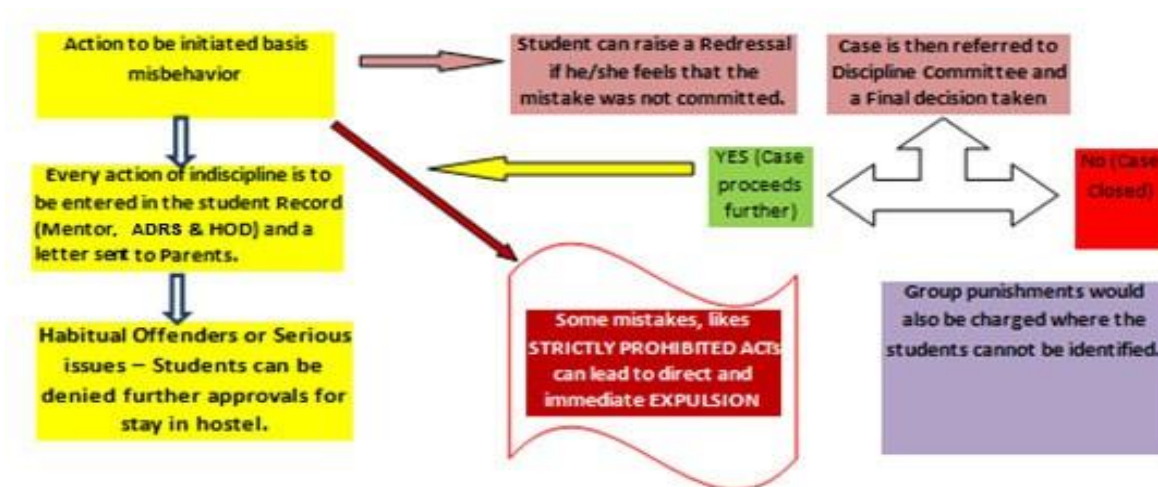 Action to be initiated basis
misbehavior
Student can raise a Redressal
if he/she feels that the
mistake was not committed.
Case is then referred to
Discipline Committee and
a Final decision taken
Every action of indiscipline is to
be entered in the student Record
(Mentor, ADRS & HOD) and a
letter sent to Parents.
YES (Case
proceeds
further)
No (Case
Closed)
Habitual Offenders or Serious
issues – Students can be
denied further approvals for
stay in hostel.
Some mistakes, likes
STRICTLY PROHIBITED ACTs
can lead to direct and
immediate EXPULSION
Group punishments would
also be charged where the
students cannot be identified.